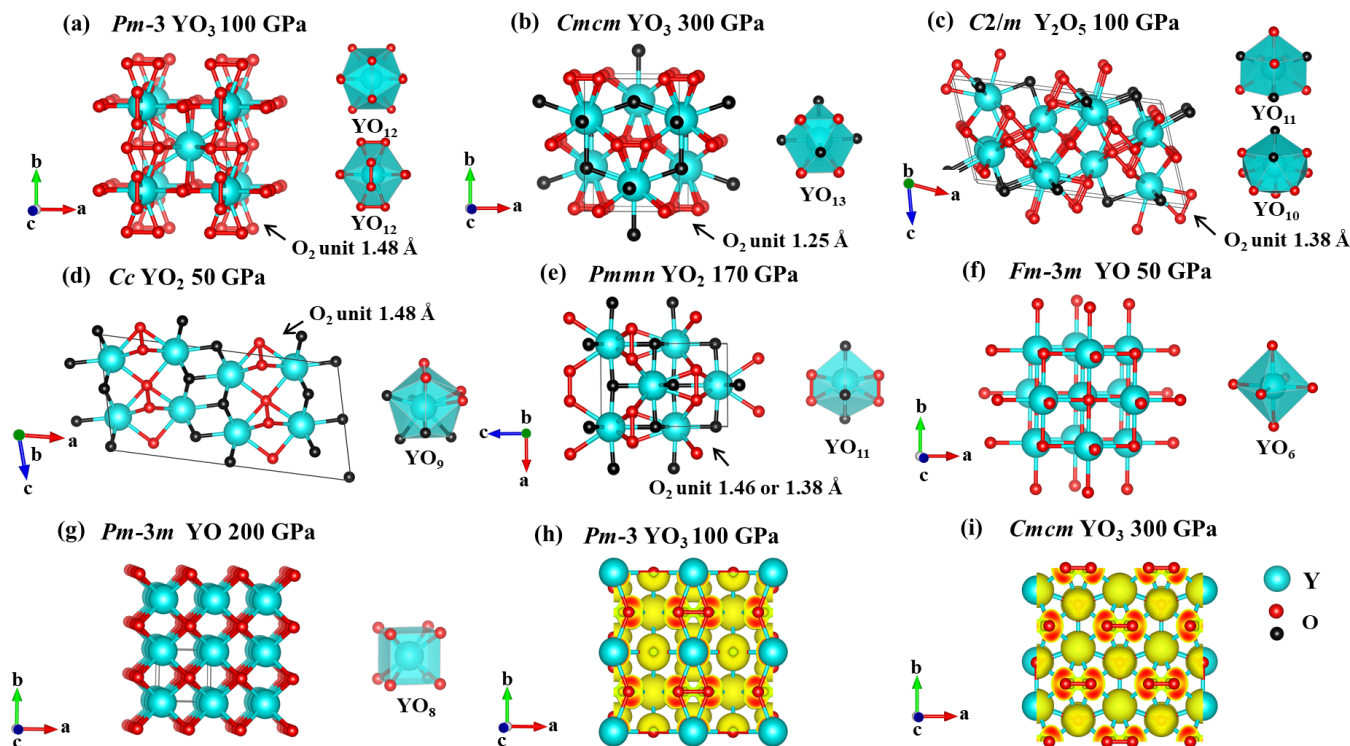 (a) Pm-3 YO3 100 GPa
YO12
YO12
b
a
c
O2 unit 1.48 Å
(b) Cmcm YO3 300 GPa
YO13
b
a
c
O2 unit 1.25 Å
(c) C2/m Y2O5 100 GPa
YO11
YO10
b
a
c
O2 unit 1.38 Å
(d) Cc YO2 50 GPa
O2 unit 1.48 Å
YO9
a
b
c
(e) Pmmn YO2 170 GPa
YO11
c
b
a
O2 unit 1.46 or 1.38 Å
(f) Fm-3m YO 50 GPa
YO6
b
a
c
(g) Pm-3m YO 200 GPa
YO8
b
a
c
(h) Pm-3 YO3 100 GPa
b
a
c
(i) Cmcm YO3 300 GPa
Y
O
b
a
c